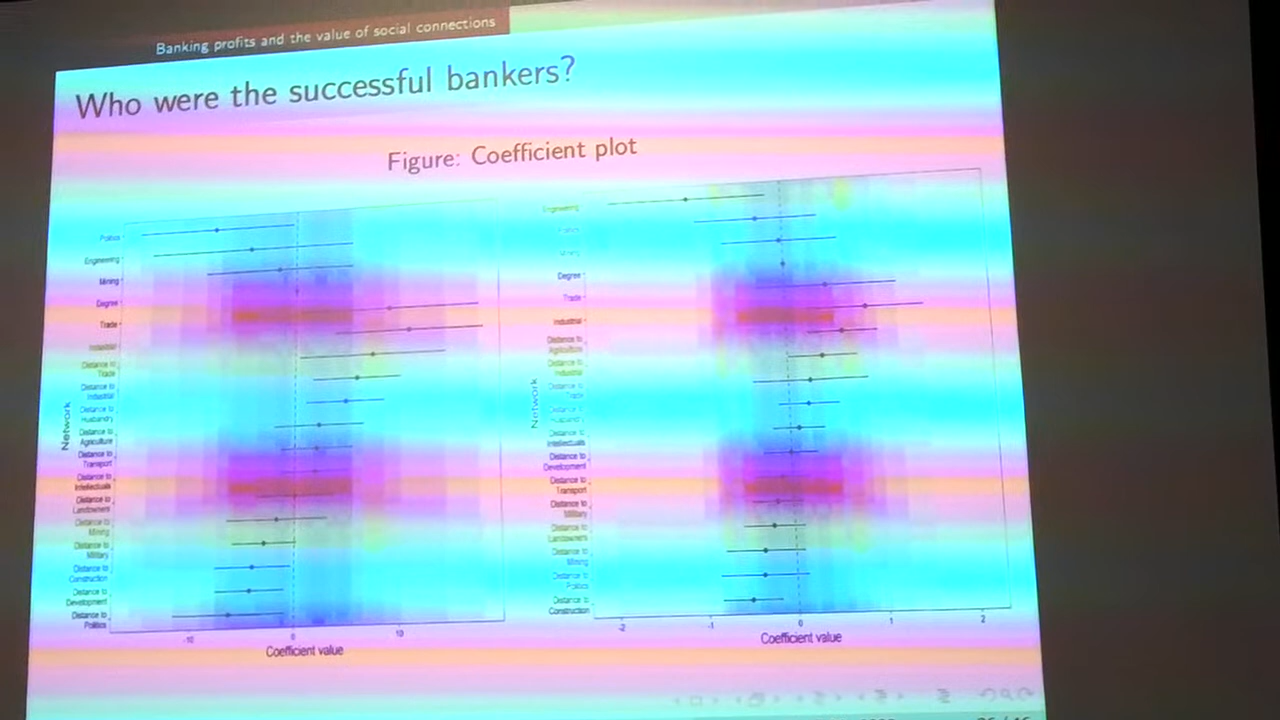 Banking profits and the value of social connections
Who were the successful bankers?
Figure: Coefficient plot
Network
Politics
Engineering
Mining
Degree
Trade
Industrial
Distance to
Trade
Distance to
Industrial
Distance to
Husbandry
Distance to
Agriculture
Distance to
Transport
Distance to
Intellectuals
Distance to
Landowners
Distance to
Mining
Distance to
Military
Distance to
Construction
Distance to
Development
Distance to
Politics
-10
0
10
Coefficient value
Network
Engineering
Politics
Mining
Degree
Trade
Industrial
Distance to
Agriculture
Distance to
Industrial
Distance to
Trade
Distance to
Husbandry
Distance to
Intellectuals
Distance to
Development
Distance to
Transport
Distance to
Military
Distance to
Landowners
Distance to
Mining
Distance to
Politics
Distance to
Construction
-2
-1
0
1
2
Coefficient value